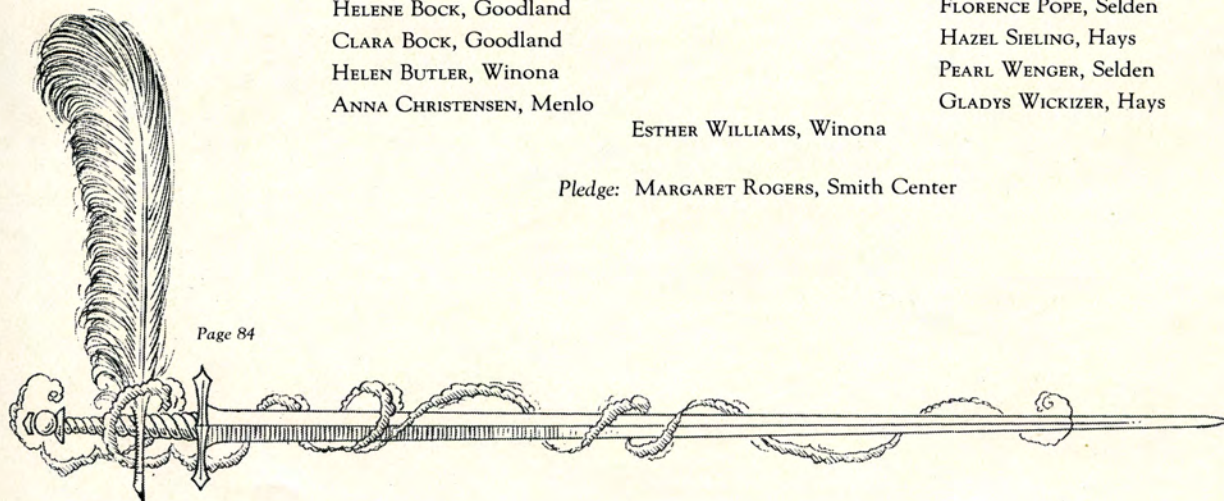 HELENE BOCK, Goodland
CLARA BOCK, Goodland
HELEN BUTLER, Winona
ANNA CHRISTENSEN, Menlo
FLORENCE POPE, Selden
HAZEL SIELING, Hays
PEARL WENGER, Selden
GLADYS WICKIZER, Hays
ESTHER WILLIAMS, Winona
Pledge: MARGARET ROGERS, Smith Center
Page 84